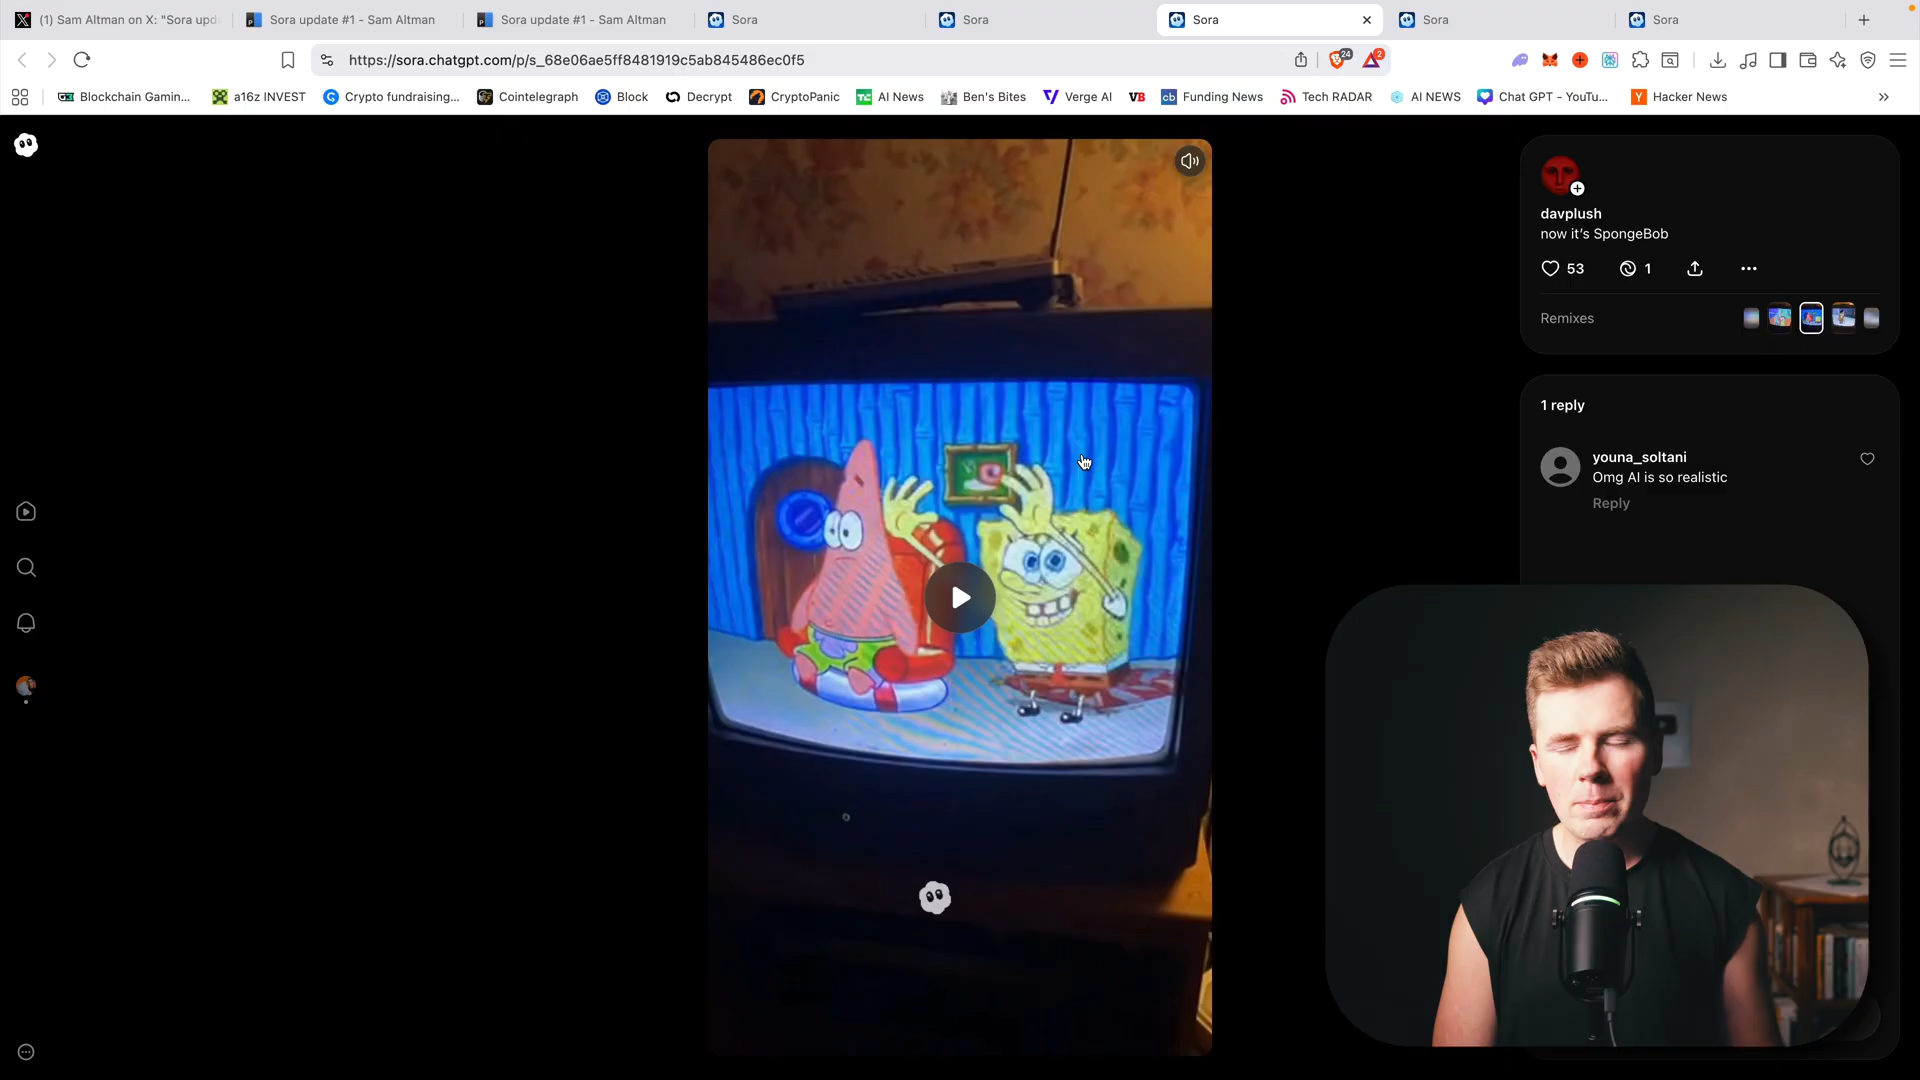 (1) Sam Altman on X: "Sora upd
Sora update #1 - Sam Altman
Sora update #1 - Sam Altman
Sora
Sora
Sora
Sora
Sora
https://sora.chatgpt.com/p/s_68e06ae5ff8481919c5ab845486ec0f5
24
2
Blockchain Gamin...
a16z INVEST
Crypto fundraising...
Cointelegraph
Block
Decrypt
CryptoPanic
AI News
Ben's Bites
Verge AI
VB
Funding News
Tech RADAR
AI NEWS
Chat GPT - YouTu...
Hacker News
davplush
now it's SpongeBob
53
1
Remixes
1 reply
youna_soltani
Omg AI is so realistic
Reply